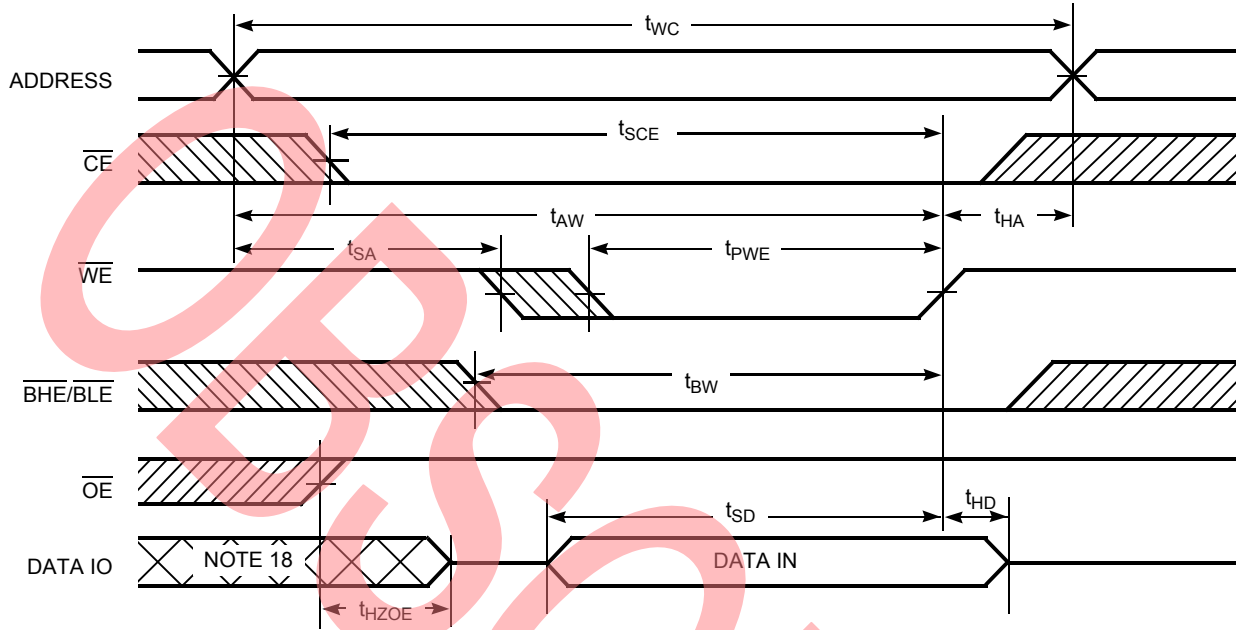 tWC
ADDRESS
tSCE
CE
tAW
tHA
tSA
tPWE
WE
tBW
BHE/BLE
OE
tSD
tHD
DATA IO
NOTE 18
DATA IN
tHZOE